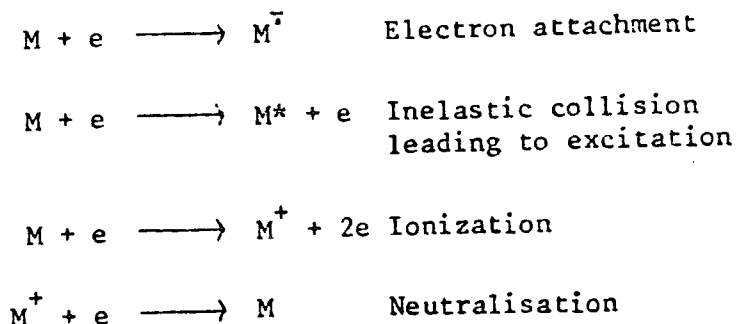 M + e ⟶ M⨪ Electron attachment
M + e ⟶ M* + e Inelastic collision
leading to excitation
M + e ⟶ M⁺ + 2e Ionization
M⁺ + e ⟶ M Neutralisation